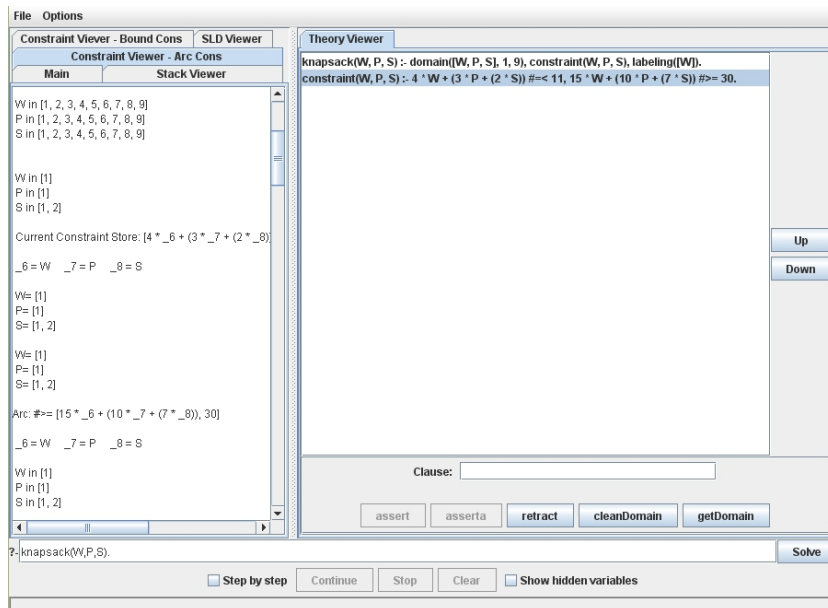 File Options
Constraint Viever - Bound Cons SLD Viewer
Constraint Viewer - Arc Cons
Main Stack Viewer
W in [1, 2, 3, 4, 5, 6, 7, 8, 9]
P in [1, 2, 3, 4, 5, 6, 7, 8, 9]
S in [1, 2, 3, 4, 5, 6, 7, 8, 9]
W in [1]
P in [1]
S in [1, 2]
Current Constraint Store: [4 * _6 + (3 * _7 + (2 * _8))
_6 = W _7 = P _8 = S
W= [1]
P= [1]
S= [1, 2]
W= [1]
P= [1]
S= [1, 2]
Arc: #>= [15 * _6 + (10 * _7 + (7 * _8)), 30]
_6 = W _7 = P _8 = S
W in [1]
P in [1]
S in [1, 2]
Theory Viewer
knapsack(W, P, S) :- domain([W, P, S], 1, 9), constraint(W, P, S), labeling([W]).
constraint(W, P, S) :- 4 * W + (3 * P + (2 * S)) #=< 11, 15 * W + (10 * P + (7 * S)) #>= 30.
Up
Down
Clause:
assert asserta retract cleanDomain getDomain
?- knapsack(W,P,S). Solve
Step by step Continue Stop Clear Show hidden variables